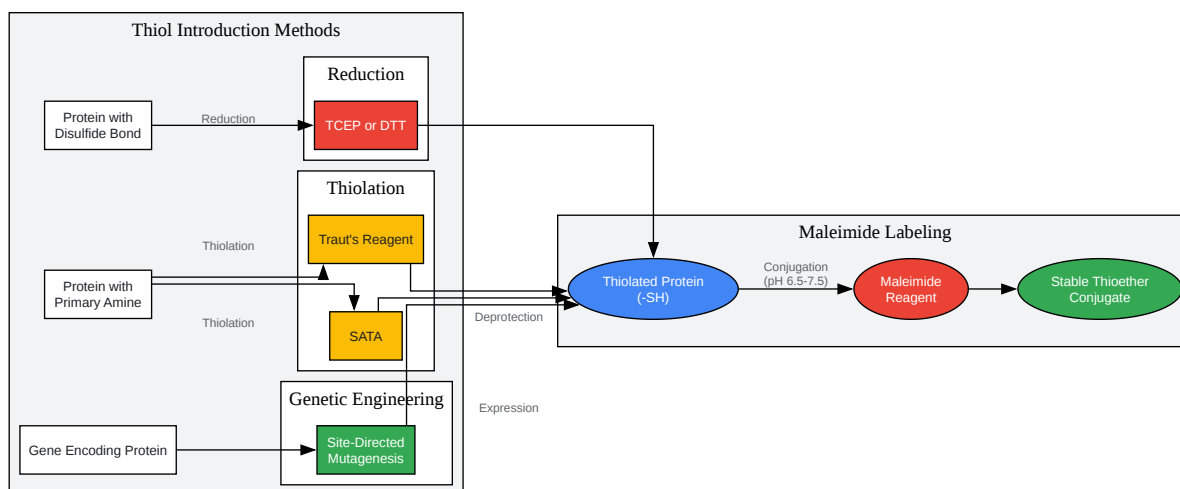 Thiol Introduction Methods
Reduction
Protein with
Disulfide Bond
Reduction
TCEP or DTT
Thiolation
Traut's Reagent
Thiolation
Protein with
Primary Amine
Thiolation
SATA
Deprotection
Genetic Engineering
Expression
Gene Encoding Protein
Site-Directed
Mutagenesis
Maleimide Labeling
Thiolated Protein
(-SH)
Conjugation
(pH 6.5-7.5)
Maleimide
Reagent
Stable Thioether
Conjugate